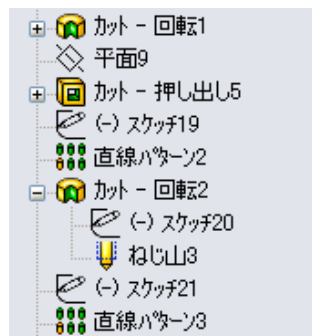 カット - 回転1
平面9
カット - 押し出し5
(-) スケッチ19
直線パターン2
カット - 回転2
(-) スケッチ20
ねじ山3
(-) スケッチ21
直線パターン3